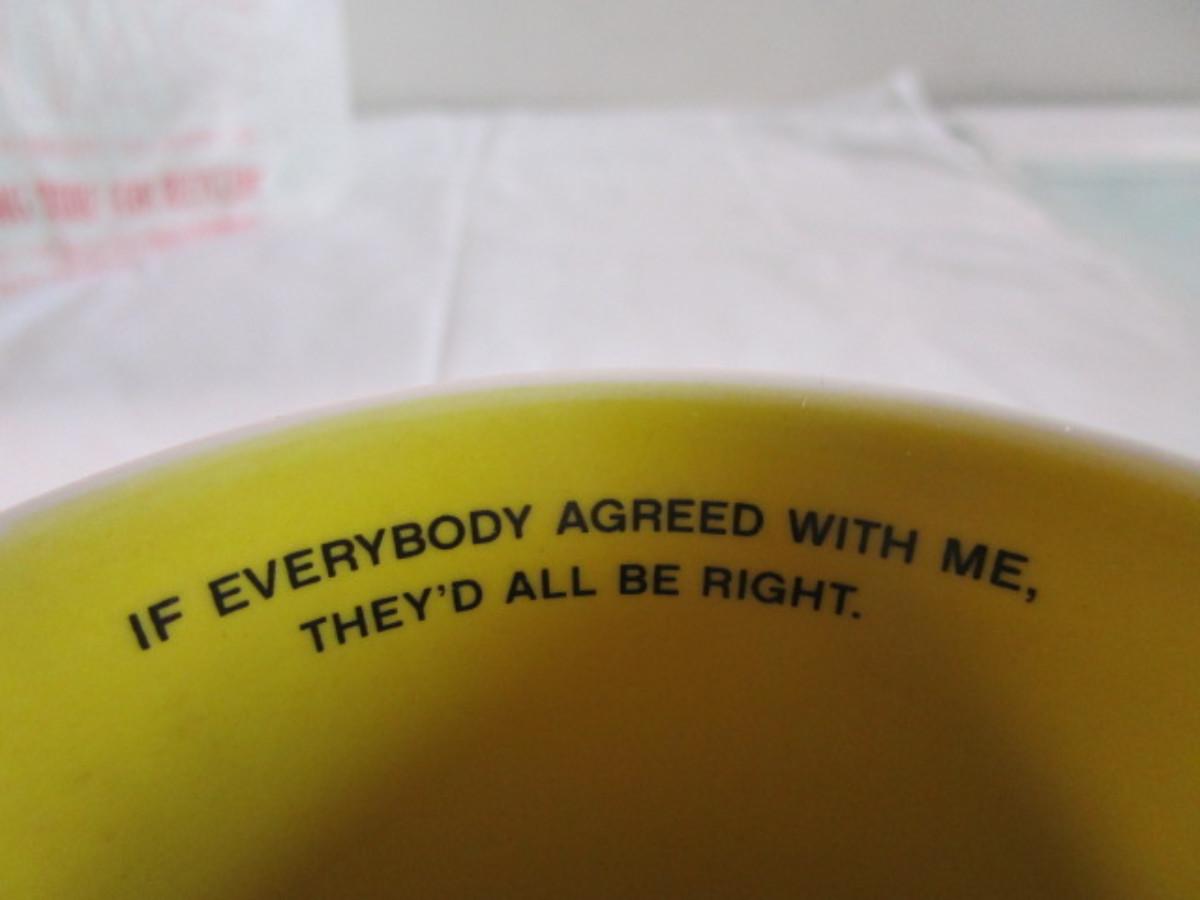 IF EVERYBODY AGREED WITH ME,
THEY'D ALL BE RIGHT.